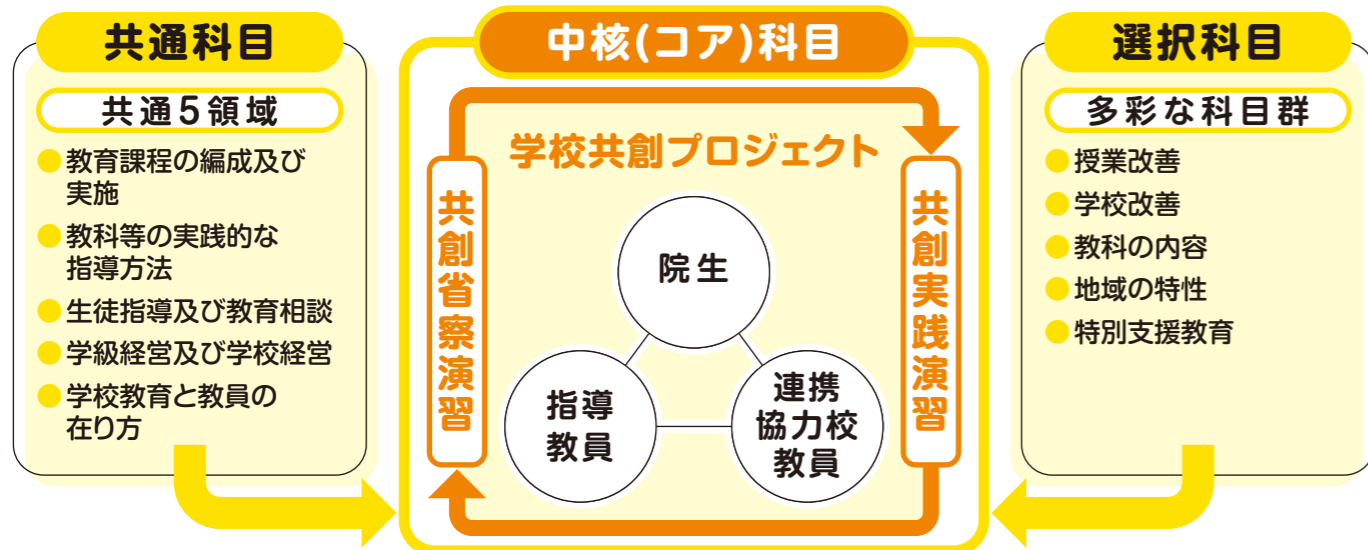 共通科目
共通5領域
教育課程の編成及び
実施
教科等の実践的な
指導方法
生徒指導及び教育相談
学級経営及び学校経営
学校教育と教員の
在り方
中核(コア)科目
学校共創プロジェクト
共創省察演習
院生
指導
教員
連携
協力校
教員
共創実践演習
選択科目
多彩な科目群
授業改善
学校改善
教科の内容
地域の特性
特別支援教育